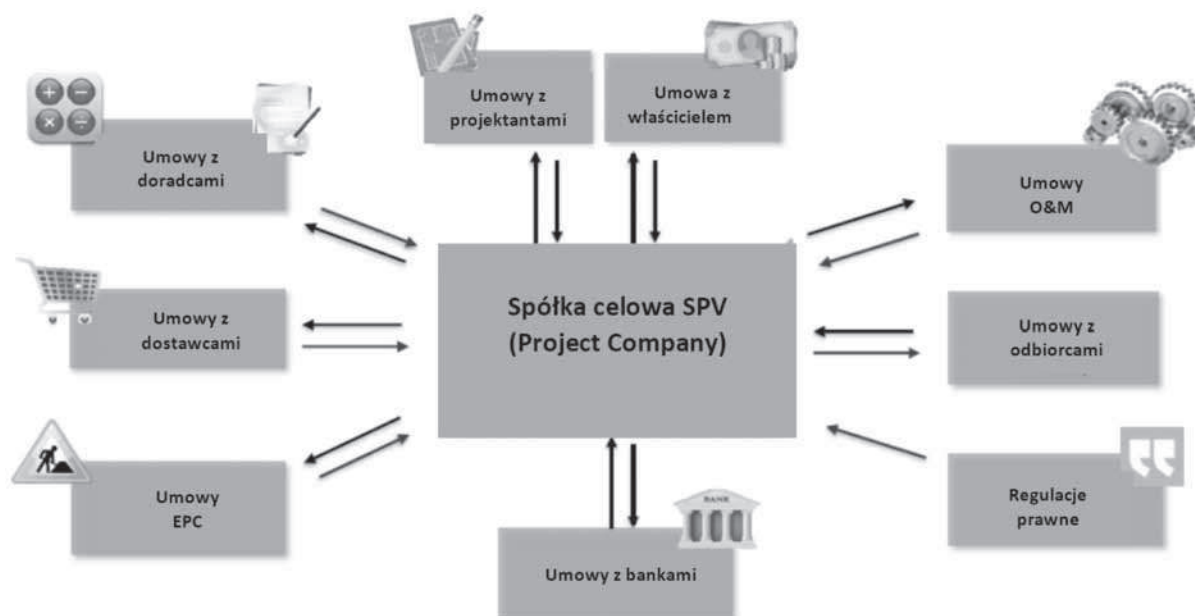 Umowy z
projektantami
Umowa z
właścicielem
Umowy z
doradcami
Umowy
O&M
Spółka celowa SPV
(Project Company)
Umowy z
dostawcami
Umowy z
odbiorcami
Umowy
EPC
Regulacje
prawne
BANK
Umowy z bankami